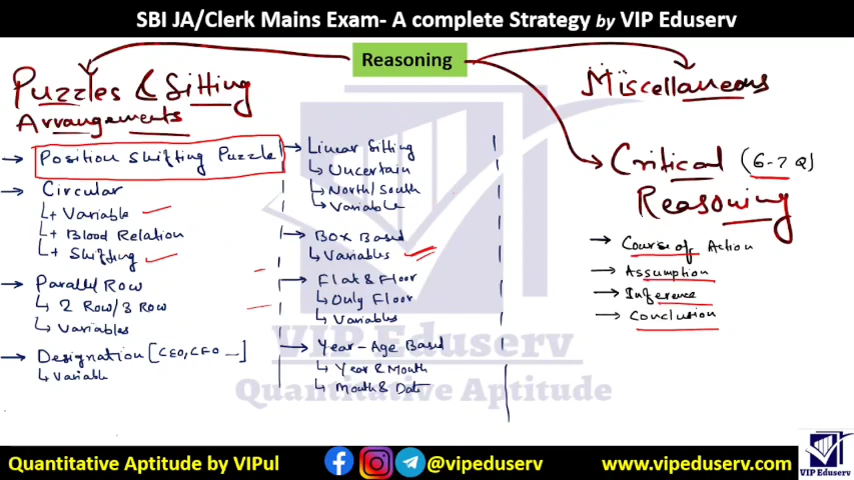 SBI JA/Clerk Mains Exam- A complete Strategy by VIP Eduserv
Reasoning
Puzzles & Sitting
Arrangements
→ Position Shifting Puzzle
→ Circular
↳ + Variable
↳ + Blood Relation
↳ + Shifting
→ Parallel Row
↳ 2 Row/3 Row
↳ Variables
→ Designation [CEO, CFO ...]
↳ Variable
→ Linear Sitting
↳ Uncertain
↳ North/South
↳ Variable
→ Box Based
↳ Variables
→ Flat & Floor
↳ Only Floor
↳ Variables
→ Year-Age Based
↳ Year & Month
↳ Month & Date
Miscellaneous
Critical (6-7 Q)
Reasoning
→ Course of Action
→ Assumption
→ Inference
→ Conclusion
VIP Eduserv
Quantitative Aptitude
Quantitative Aptitude by VIPul
@vipeduserv
www.vipeduserv.com
VIP Eduserv